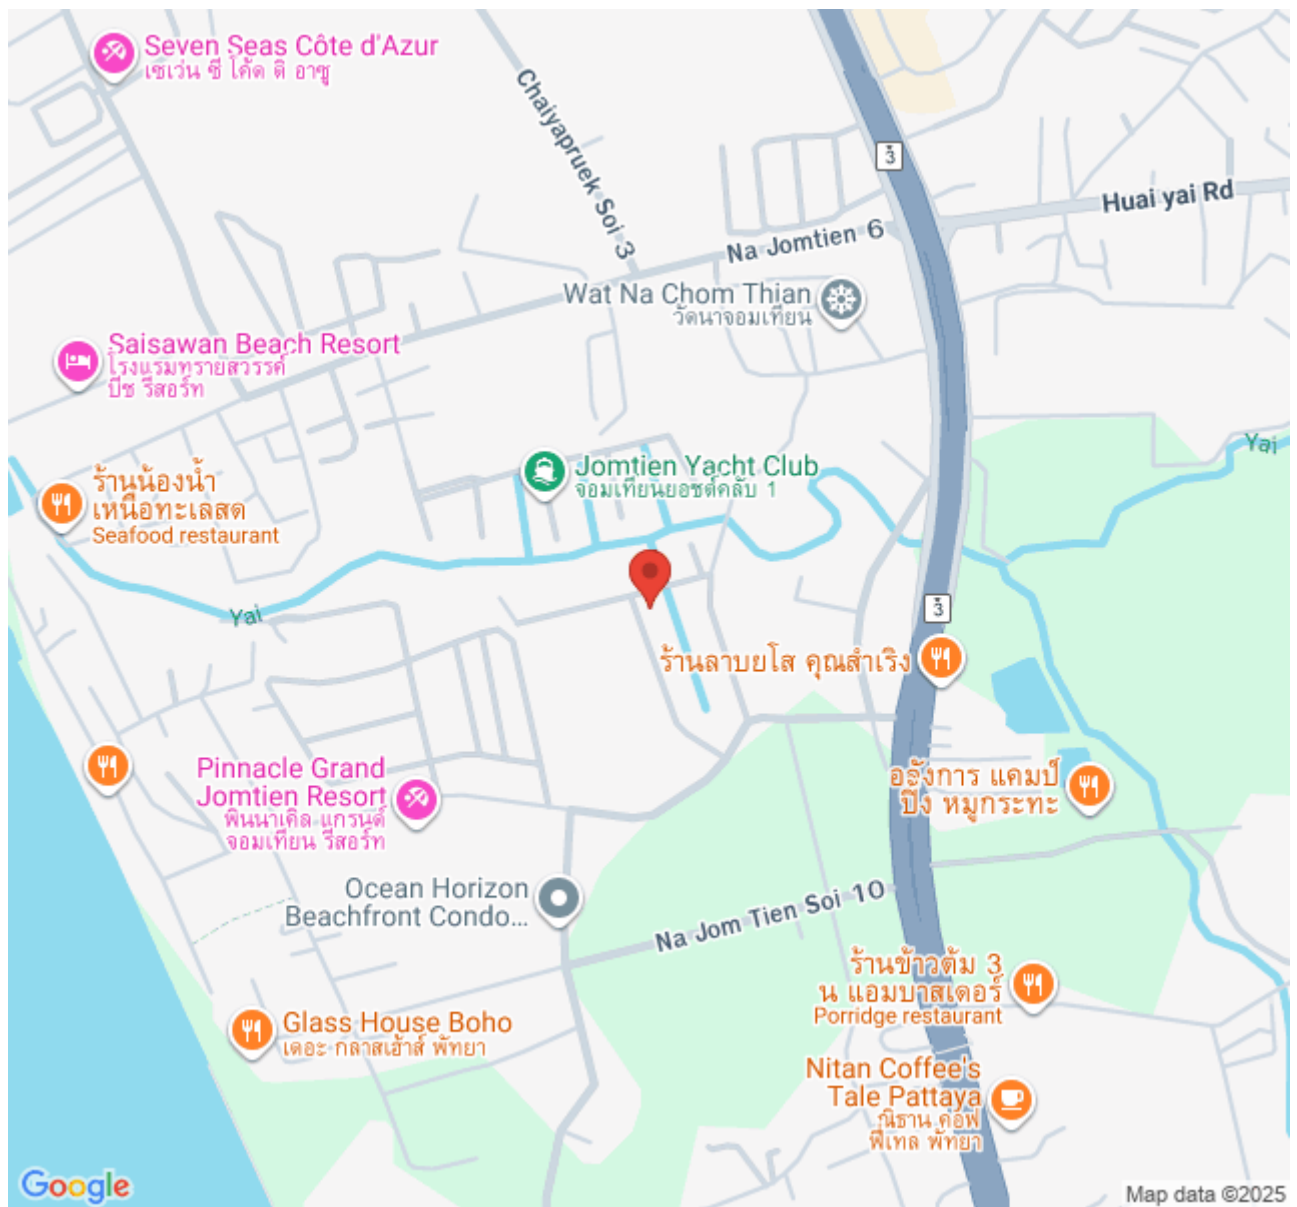 Seven Seas Côte d'Azur
เซเว่น ซี โค้ด ดิ อาซู
Chaiyapruek Soi 3
3
Huai yai Rd
Na Jomtien 6
Wat Na Chom Thian
วัดนาจอมเทียน
Saisawan Beach Resort
โรงแรมทรายสวรรค์
บีช รีสอร์ท
Yai
Jomtien Yacht Club
จอมเทียนยอชต์คลับ 1
ร้านน้องน้ำ
เหนือทะเลสด
Seafood restaurant
Yai
3
ร้านลาบยโส คุณสำเริง
Pinnacle Grand
Jomtien Resort
พินนาเคิล แกรนด์
จอมเทียน รีสอร์ท
อลังการ แคมป์
ปิ้ง หมูกระทะ
Ocean Horizon
Beachfront Condo...
Na Jom Tien Soi 10
ร้านข้าวต้ม 3
น แอมบาสเดอร์
Porridge restaurant
Glass House Boho
เดอะ กลาสเฮ้าส์ พัทยา
Nitan Coffee's
Tale Pattaya
ณิธาน คอฟ
ฟีเทล พัทยา
Google
Map data ©2025